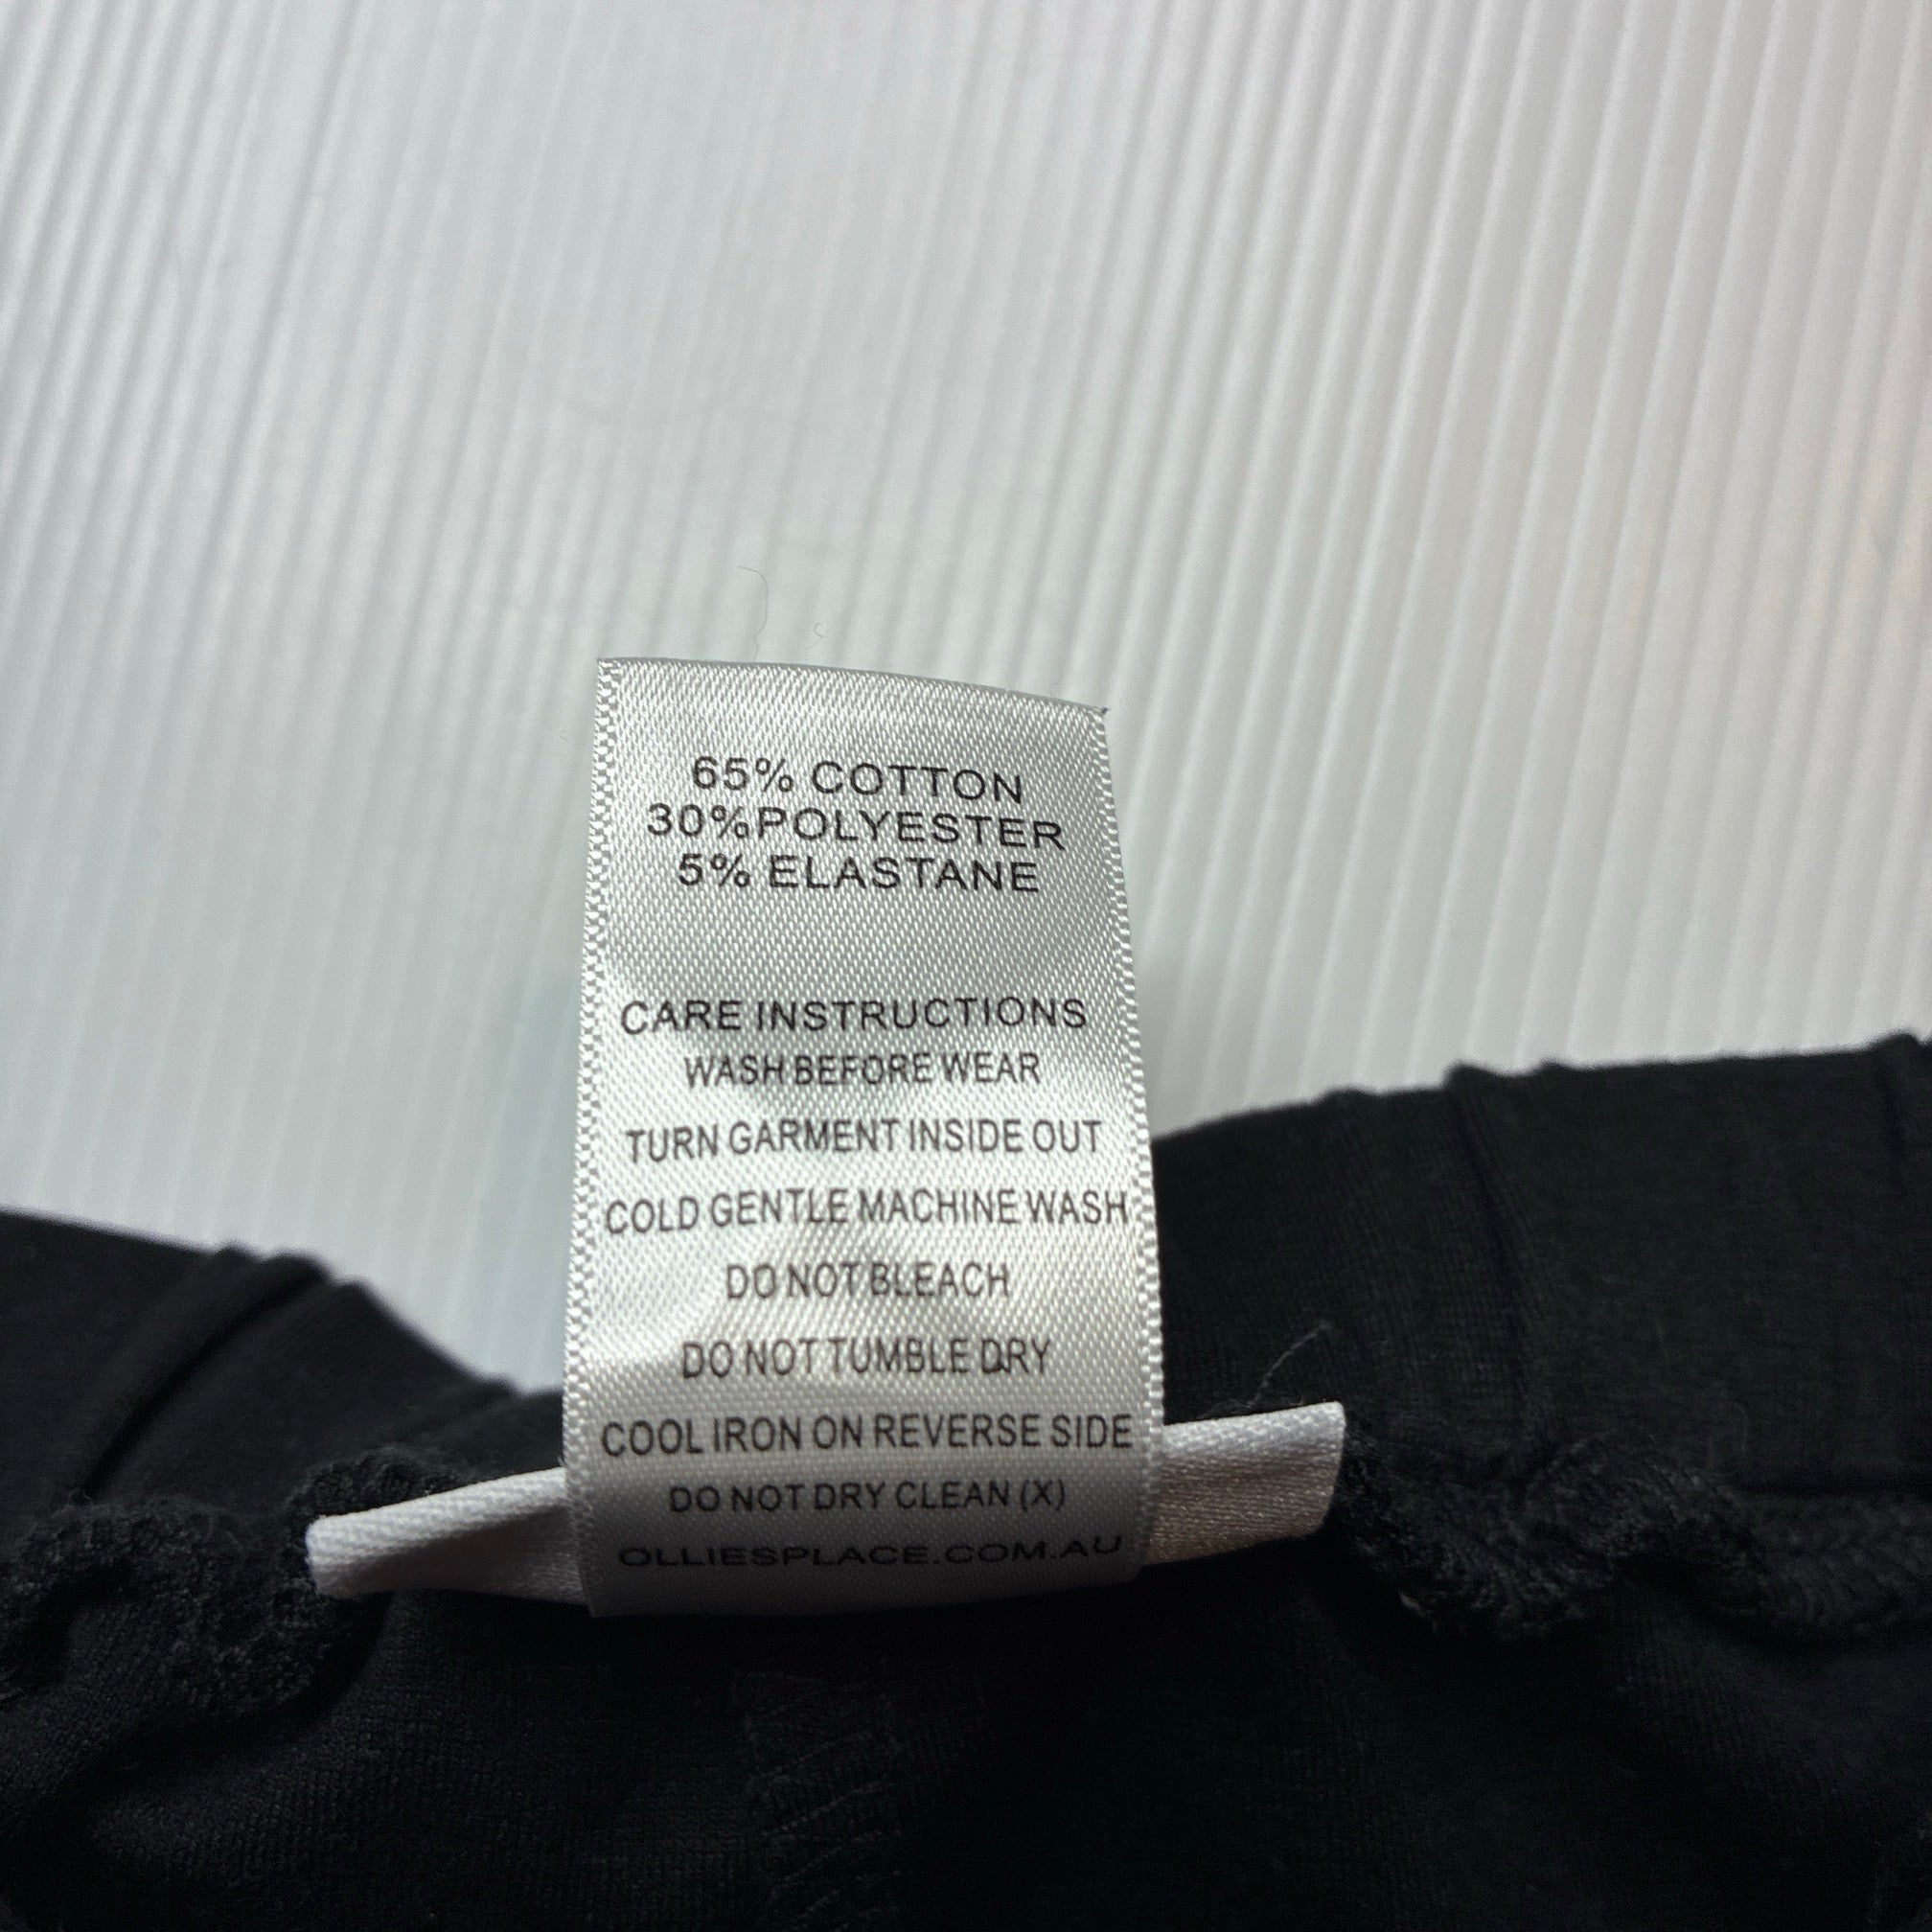 65% COTTON
30%POLYESTER
5% ELASTANE
CARE INSTRUCTIONS
WASH BEFORE WEAR
TURN GARMENT INSIDE OUT
COLD GENTLE MACHINE WASH
DO NOT BLEACH
DO NOT TUMBLE DRY
COOL IRON ON REVERSE SIDE
DO NOT DRY CLEAN (X)
OLLIESPLACE.COM.AU